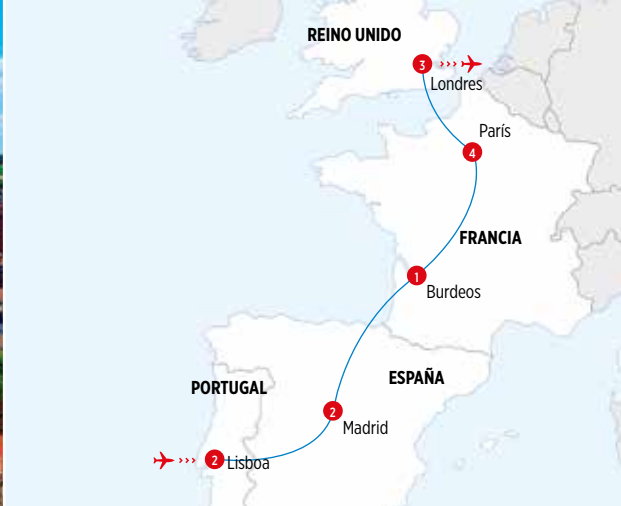 REINO UNIDO
3
Londres
París
4
FRANCIA
1
Burdeos
ESPAÑA
PORTUGAL
2
Madrid
2 Lisboa